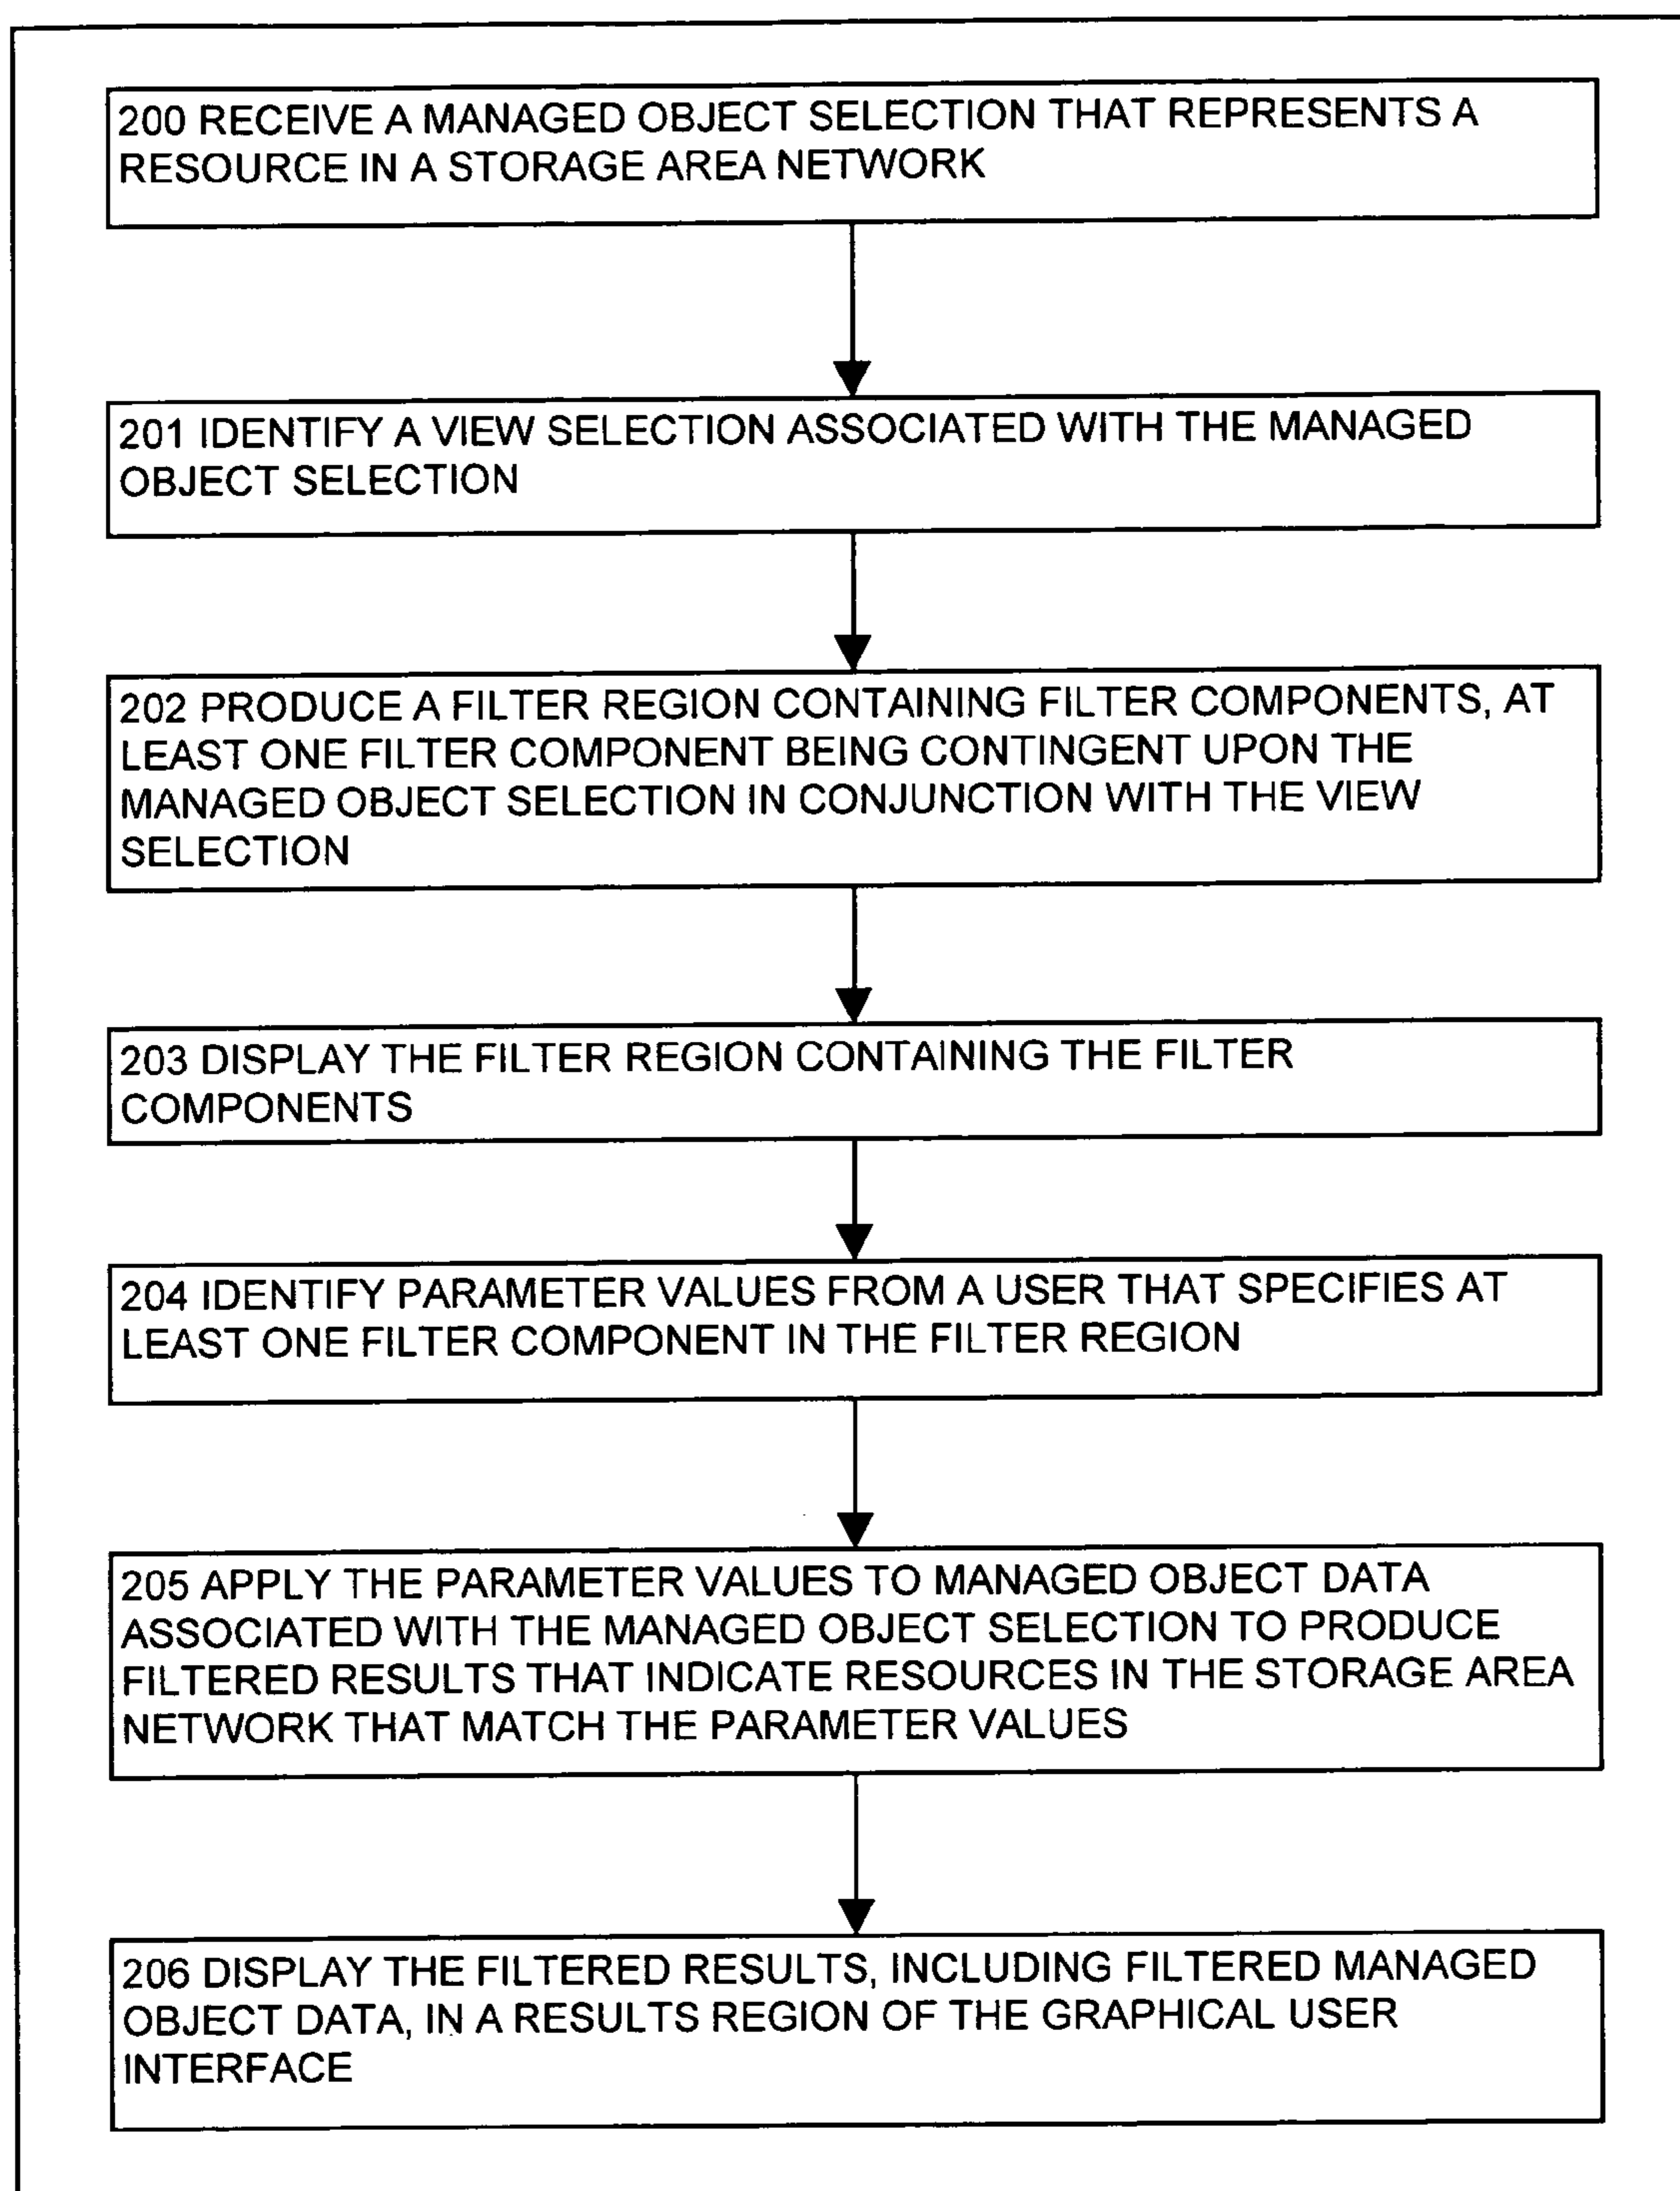 200 RECEIVE A MANAGED OBJECT SELECTION THAT REPRESENTS A
RESOURCE IN A STORAGE AREA NETWORK
201 IDENTIFY A VIEW SELECTION ASSOCIATED WITH THE MANAGED
OBJECT SELECTION
202 PRODUCE A FILTER REGION CONTAINING FILTER COMPONENTS, AT
LEAST ONE FILTER COMPONENT BEING CONTINGENT UPON THE
MANAGED OBJECT SELECTION IN CONJUNCTION WITH THE VIEW
SELECTION
203 DISPLAY THE FILTER REGION CONTAINING THE FILTER
COMPONENTS
204 IDENTIFY PARAMETER VALUES FROM A USER THAT SPECIFIES AT
LEAST ONE FILTER COMPONENT IN THE FILTER REGION
205 APPLY THE PARAMETER VALUES TO MANAGED OBJECT DATA
ASSOCIATED WITH THE MANAGED OBJECT SELECTION TO PRODUCE
FILTERED RESULTS THAT INDICATE RESOURCES IN THE STORAGE AREA
NETWORK THAT MATCH THE PARAMETER VALUES
206 DISPLAY THE FILTERED RESULTS, INCLUDING FILTERED MANAGED
OBJECT DATA, IN A RESULTS REGION OF THE GRAPHICAL USER
INTERFACE